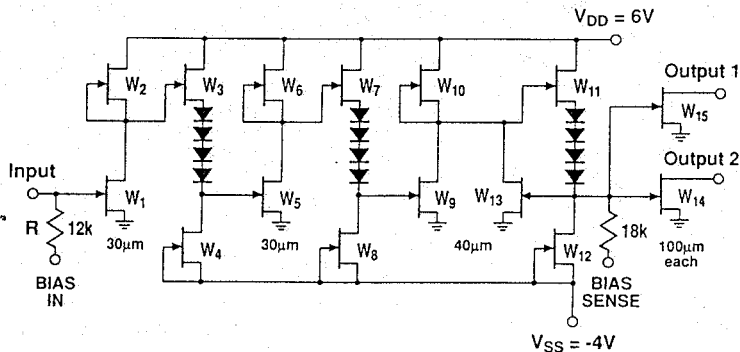 V_DD = 6V
W2
W3
W6
W7
W10
W11
Output 1
W15
Output 2
Input
W1
W5
W9
W13
W14
R
12k
30μm
W4
30μm
W8
40μm
W12
18k
100μm
each
BIAS
IN
BIAS
SENSE
V_SS = -4V